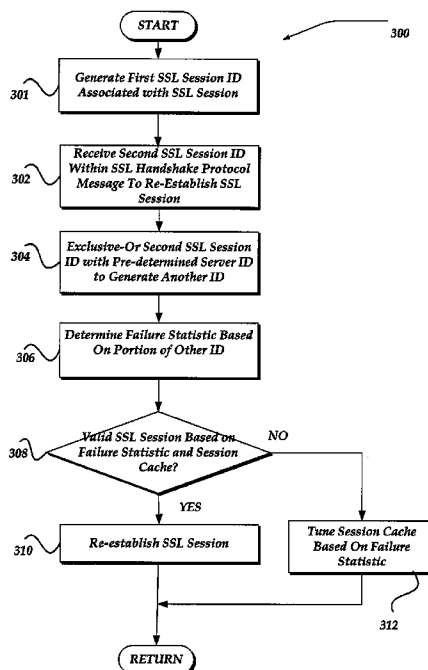 START
300
Generate First SSL Session ID
Associated with SSL Session
301
Receive Second SSL Session ID
Within SSL Handshake Protocol
Message To Re-Establish SSL
Session
302
Exclusive-Or Second SSL Session
ID with Pre-determined Server ID
to Generate Another ID
304
Determine Failure Statistic Based
On Portion of Other ID
306
Valid SSL Session Based on
Failure Statistic and Session
Cache?
308
NO
YES
Re-establish SSL Session
310
Tune Session Cache
Based On Failure
Statistic
312
RETURN